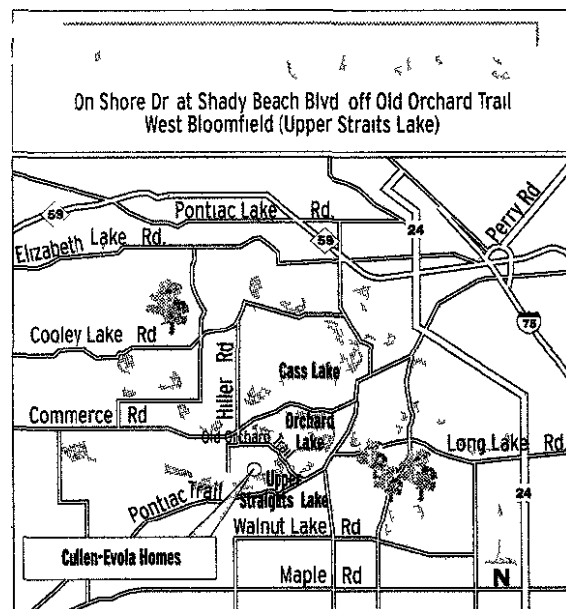 On Shore Dr at Shady Beach Blvd off Old Orchard Trail
West Bloomfield (Upper Straits Lake)
59
Pontiac Lake Rd.
59
24
Perry Rd
Elizabeth Lake Rd.
75
Cooley Lake Rd
Hiller Rd
Cass Lake
Commerce Rd
Orchard
Lake
Old Orchard
Trail
Long Lake Rd.
Pontiac Trail
Upper
Straights Lake
24
Walnut Lake Rd
Cullen-Evola Homes
Maple Rd
N